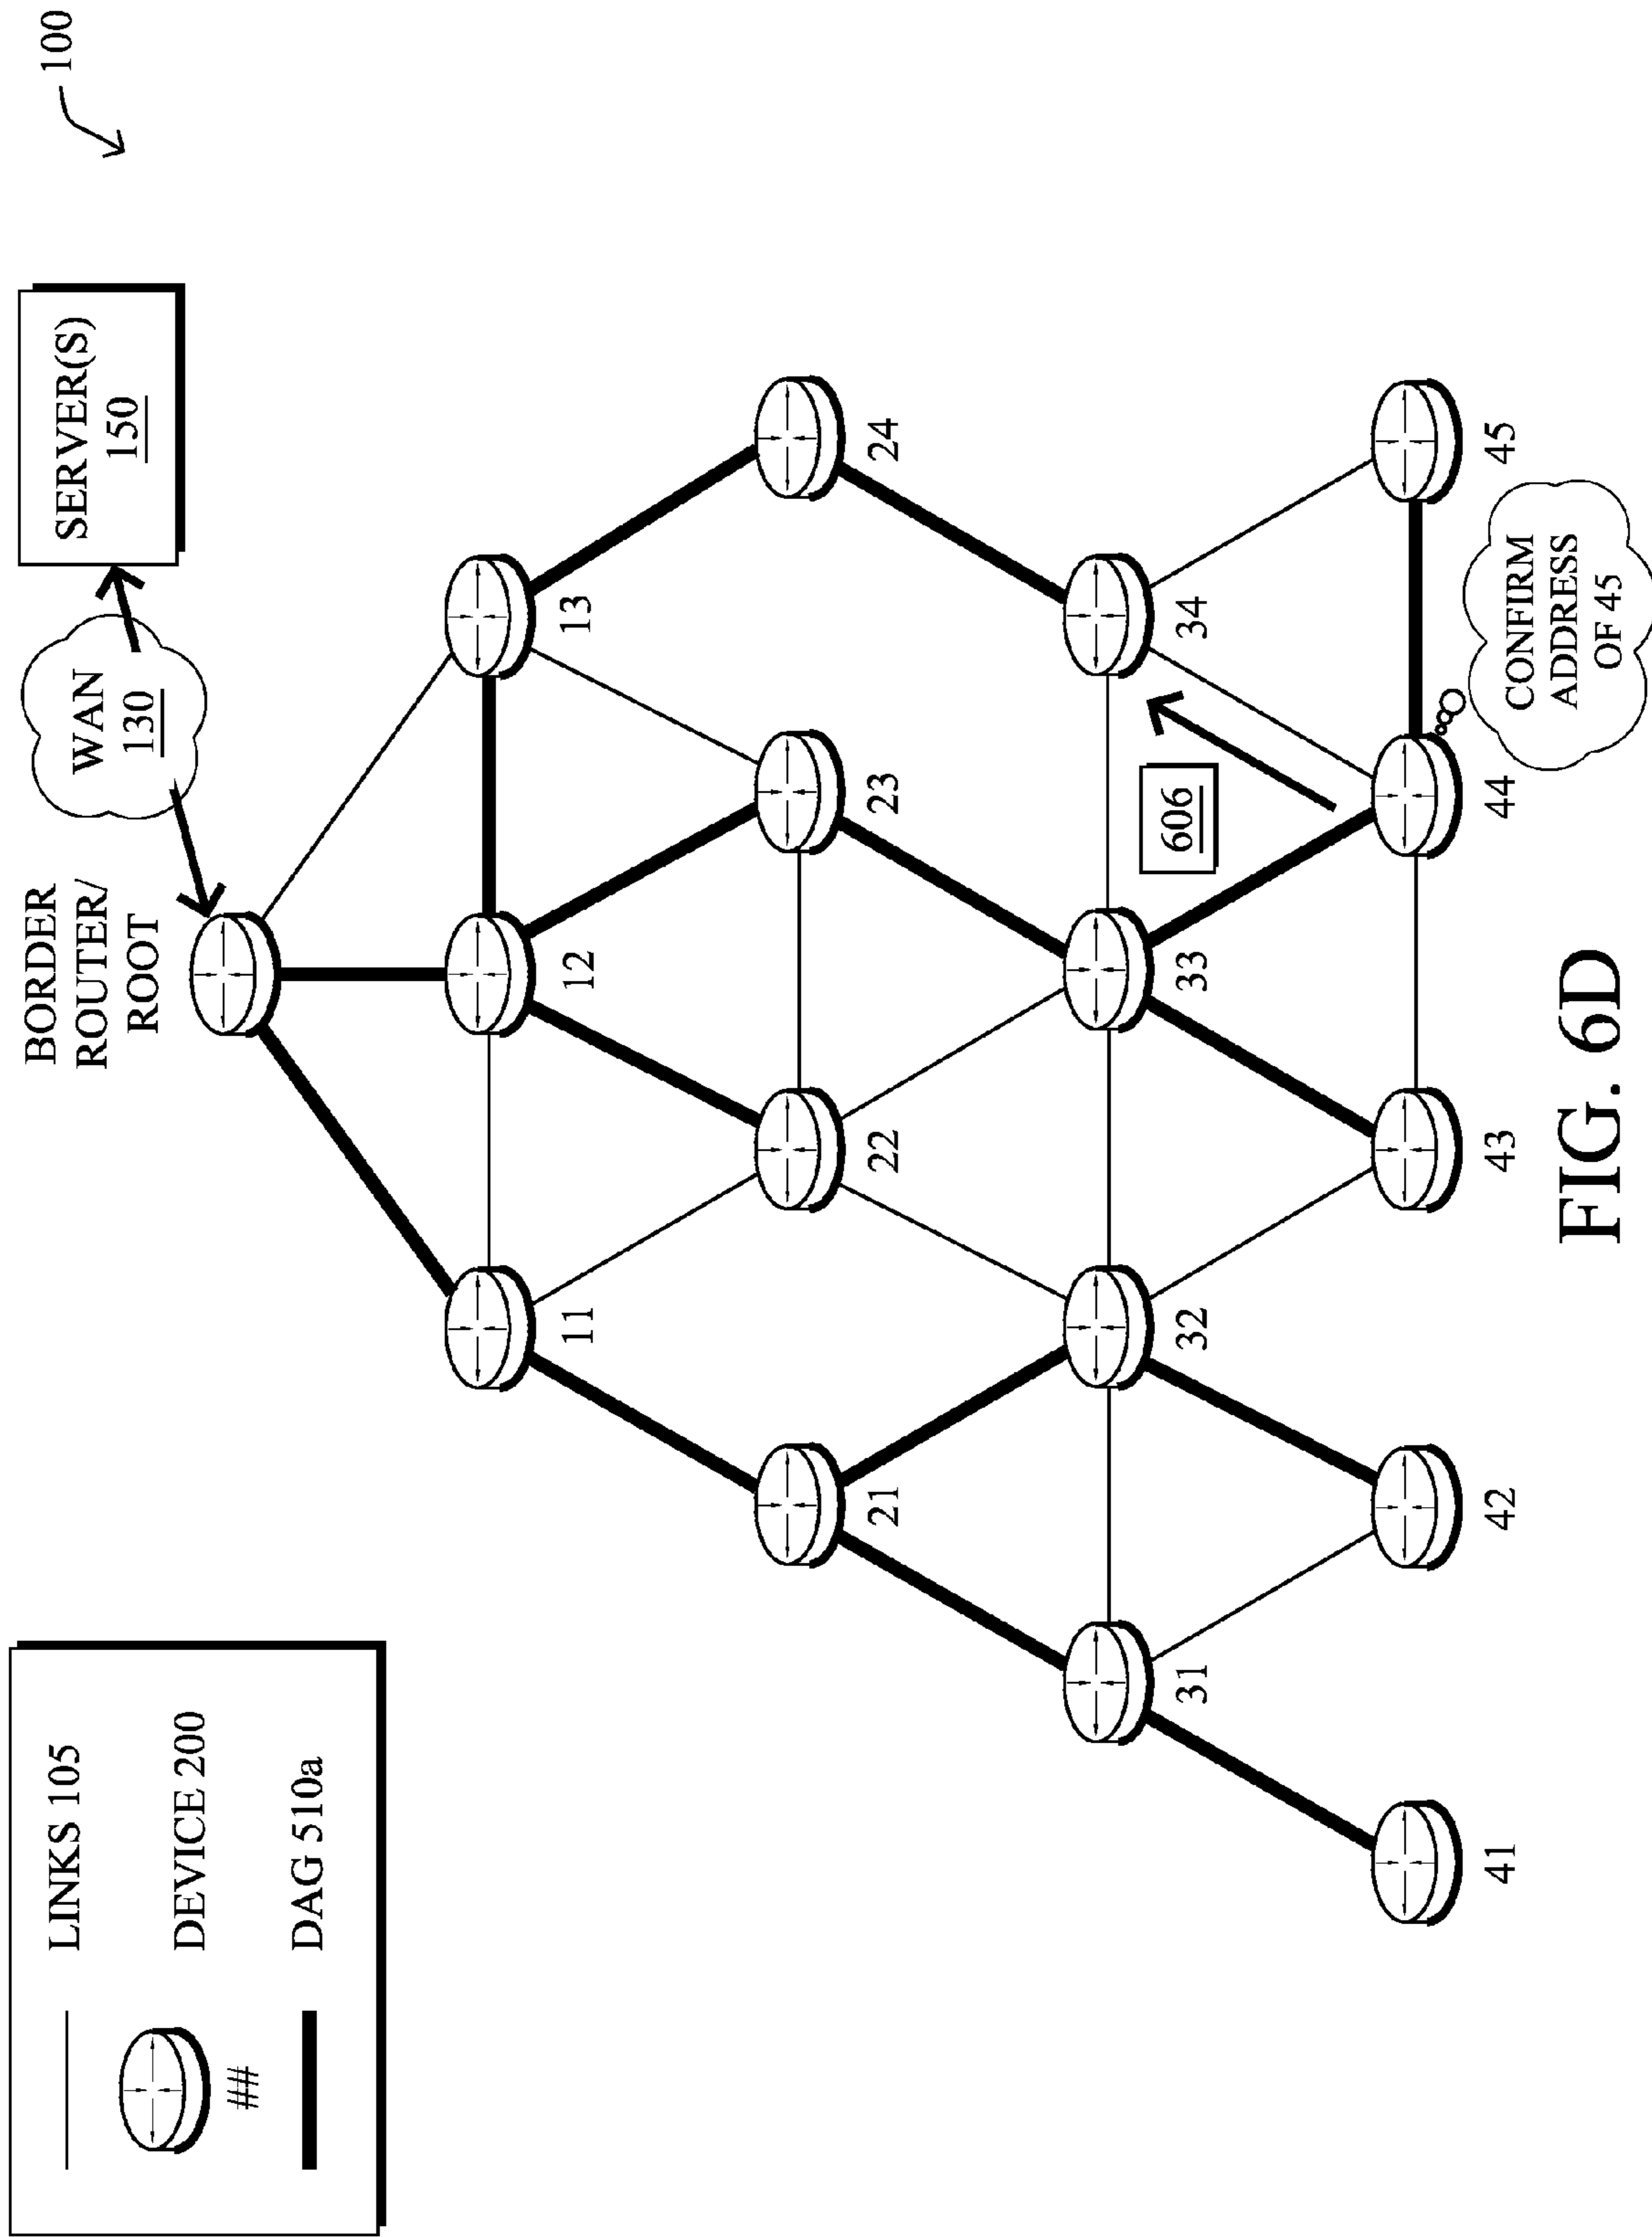 LINKS 105
DEVICE 200
##
DAG 510a
BORDER
ROUTER/
ROOT
WAN
130
SERVER(S)
150
100
11
12
13
21
22
23
24
31
32
33
34
606
41
42
43
44
45
CONFIRM
ADDRESS
OF 45
FIG. 6D